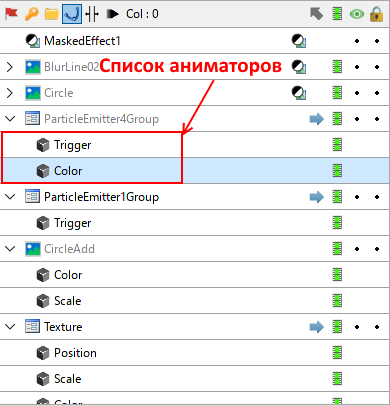 Col : 0
MaskedEffect1
BlurLine02
Список аниматоров
Circle
ParticleEmitter4Group
Trigger
Color
ParticleEmitter1Group
Trigger
CircleAdd
Color
Scale
Texture
Position
Scale
Color